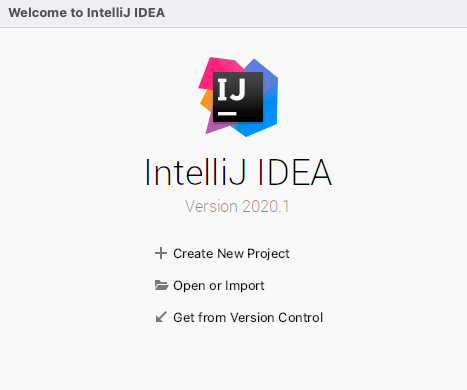 Welcome to IntelliJ IDEA
IJ
IntelliJ IDEA
Version 2020.1
Create New Project
Open or Import
Get from Version Control